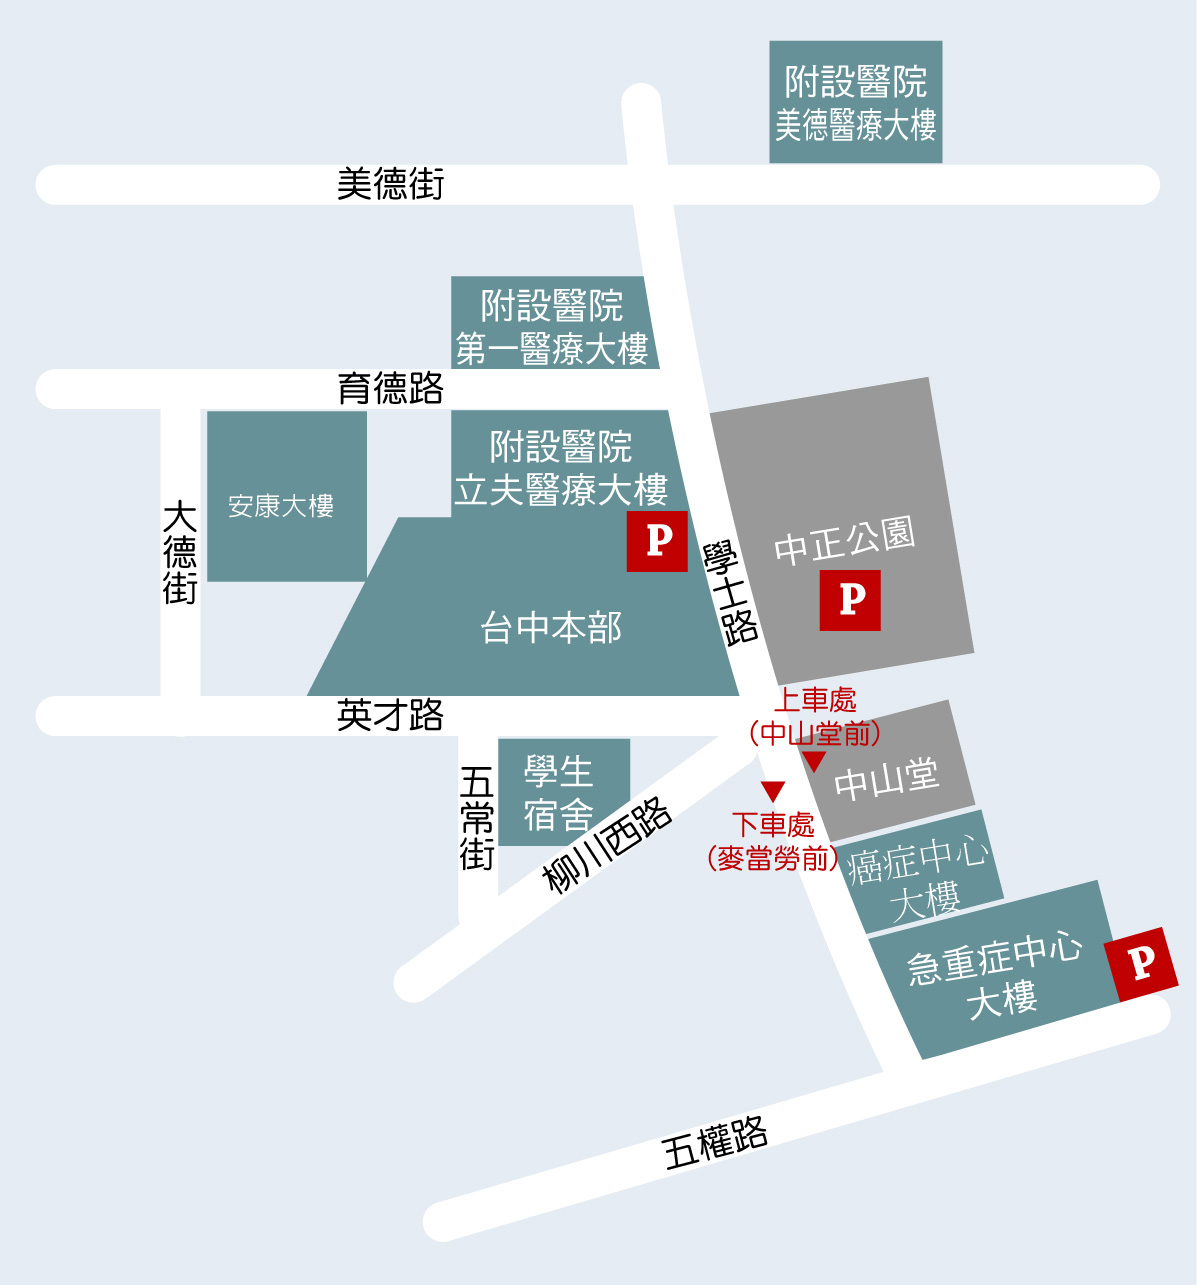 附設醫院
美德醫療大樓
美德街
附設醫院
第一醫療大樓
育德路
附設醫院
立夫醫療大樓
安康大樓
大德街
P
學士路
中正公園
P
台中本部
英才路
上車處
（中山堂前）
中山堂
學生
宿舍
五常街
柳川西路
下車處
（麥當勞前）
癌症中心
大樓
急重症中心
大樓
P
五權路